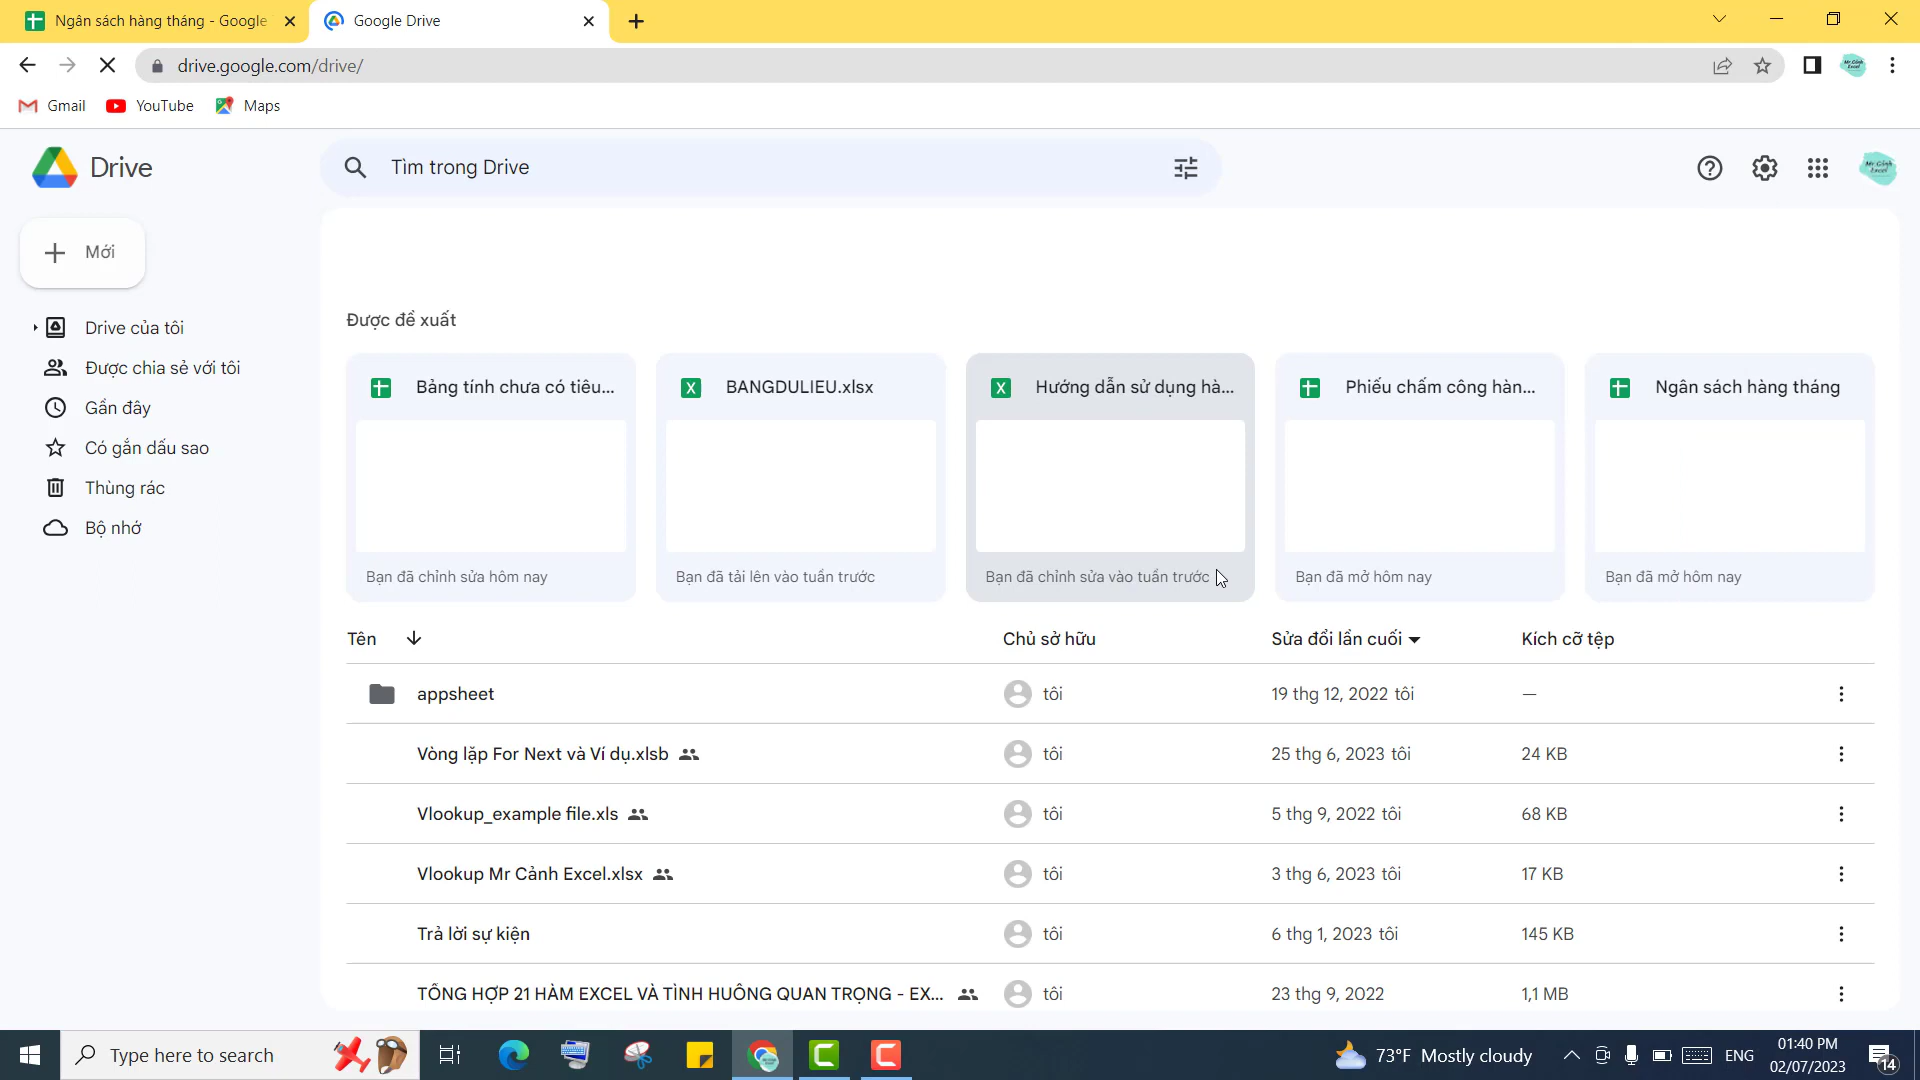 Ngân sách hàng tháng - Google
Google Drive
drive.google.com/drive/
Gmail
YouTube
Maps
Drive
Tìm trong Drive
Mới
Drive của tôi
Được chia sẻ với tôi
Gần đây
Có gắn dấu sao
Thùng rác
Bộ nhớ
Được đề xuất
Bảng tính chưa có tiêu...
BANGDULIEU.xlsx
Hướng dẫn sử dụng hà...
Phiếu chấm công hàn...
Ngân sách hàng tháng
Bạn đã chỉnh sửa hôm nay
Bạn đã tải lên vào tuần trước
Bạn đã chỉnh sửa vào tuần trước
Bạn đã mở hôm nay
Bạn đã mở hôm nay
Tên Chủ sở hữu Sửa đổi lần cuối Kích cỡ tệp
appsheet tôi 19 thg 12, 2022 tôi —
Vòng lặp For Next và Ví dụ.xlsb tôi 25 thg 6, 2023 tôi 24 KB
Vlookup_example file.xls tôi 5 thg 9, 2022 tôi 68 KB
Vlookup Mr Cảnh Excel.xlsx tôi 3 thg 6, 2023 tôi 17 KB
Trả lời sự kiện tôi 6 thg 1, 2023 tôi 145 KB
TỔNG HỢP 21 HÀM EXCEL VÀ TÌNH HUỐNG QUAN TRỌNG - EX... tôi 23 thg 9, 2022 1,1 MB
Type here to search
73°F Mostly cloudy
ENG
01:40 PM
02/07/2023
14